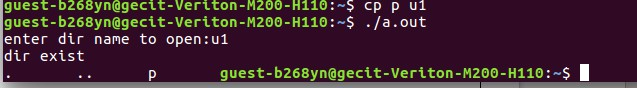 guest-b268yn@gecit-Veriton-M200-H110:~$ cp p u1
guest-b268yn@gecit-Veriton-M200-H110:~$ ./a.out
enter dir name to open:u1
dir exist
.       ..      p       guest-b268yn@gecit-Veriton-M200-H110:~$